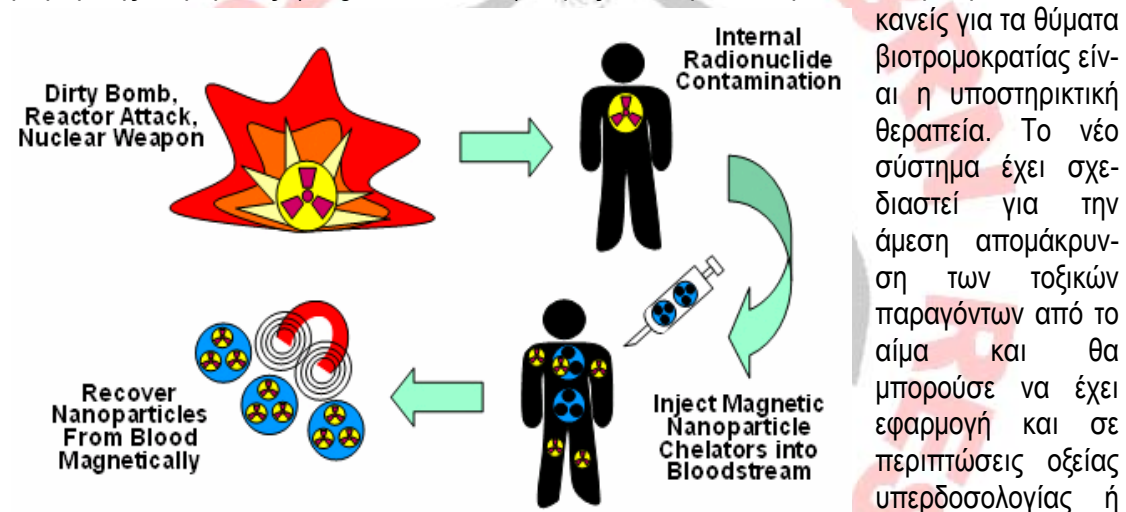 Dirty Bomb,
Reactor Attack,
Nuclear Weapon
Internal
Radionuclide
Contamination
Inject Magnetic
Nanoparticle
Chelators into
Bloodstream
Recover
Nanoparticles
From Blood
Magnetically
κανείς για τα θύματα
βιοτρομοκρατίας είν-
αι η υποστηρικτική
θεραπεία. Το νέο
σύστημα έχει σχε-
διαστεί για την
άμεση απομάκρυν-
ση των τοξικών
παραγόντων από το
αίμα και θα
μπορούσε να έχει
εφαρμογή και σε
περιπτώσεις οξείας
υπερδοσολογίας ή